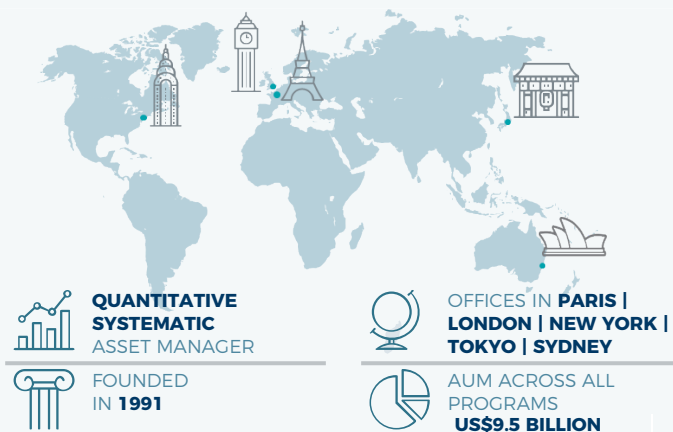 QUANTITATIVE
SYSTEMATIC
ASSET MANAGER
OFFICES IN PARIS |
LONDON | NEW YORK |
TOKYO | SYDNEY
FOUNDED
IN 1991
AUM ACROSS ALL
PROGRAMS
US$9.5 BILLION